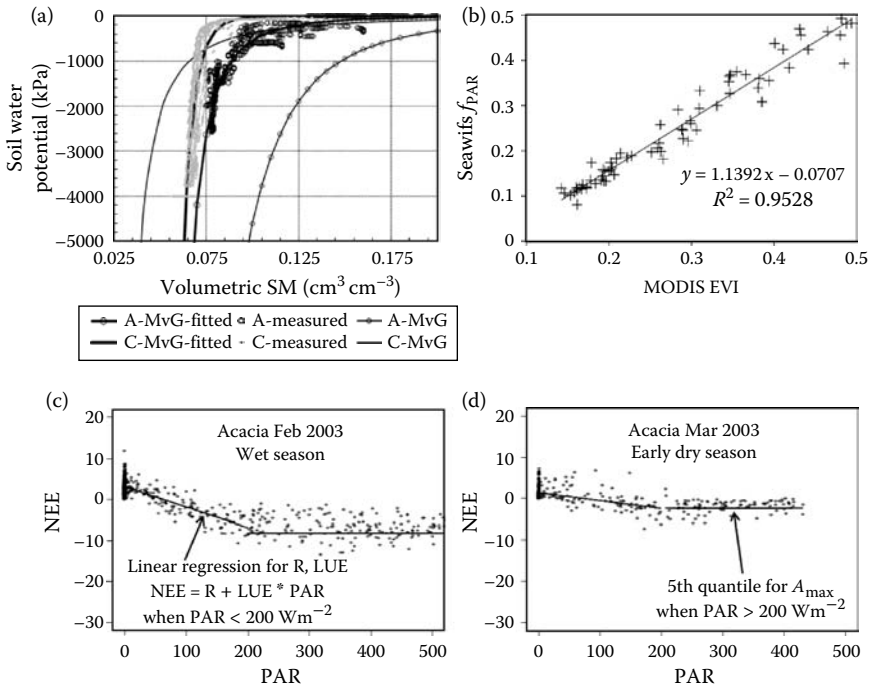 (a)
0
−1000
−2000
−3000
−4000
−5000
Soil water
potential (kPa)
0.025
0.075
0.125
0.175
Volumetric SM (cm³ cm⁻³)
A-MvG-fitted
A-measured
A-MvG
C-MvG-fitted
C-measured
C-MvG
(b)
0.5
0.4
0.3
0.2
0.1
0
Seawifs fPAR
y = 1.1392 x − 0.0707
R² = 0.9528
0.1
0.2
0.3
0.4
0.5
MODIS EVI
(c)
20
10
0
−10
−20
−30
NEE
Acacia Feb 2003
Wet season
Linear regression for R, LUE
NEE = R + LUE * PAR
when PAR < 200 Wm⁻²
0
100
200
300
400
500
PAR
(d)
20
10
0
−10
−20
−30
NEE
Acacia Mar 2003
Early dry season
5th quantile for Amax
when PAR > 200 Wm⁻²
0
100
200
300
400
500
PAR